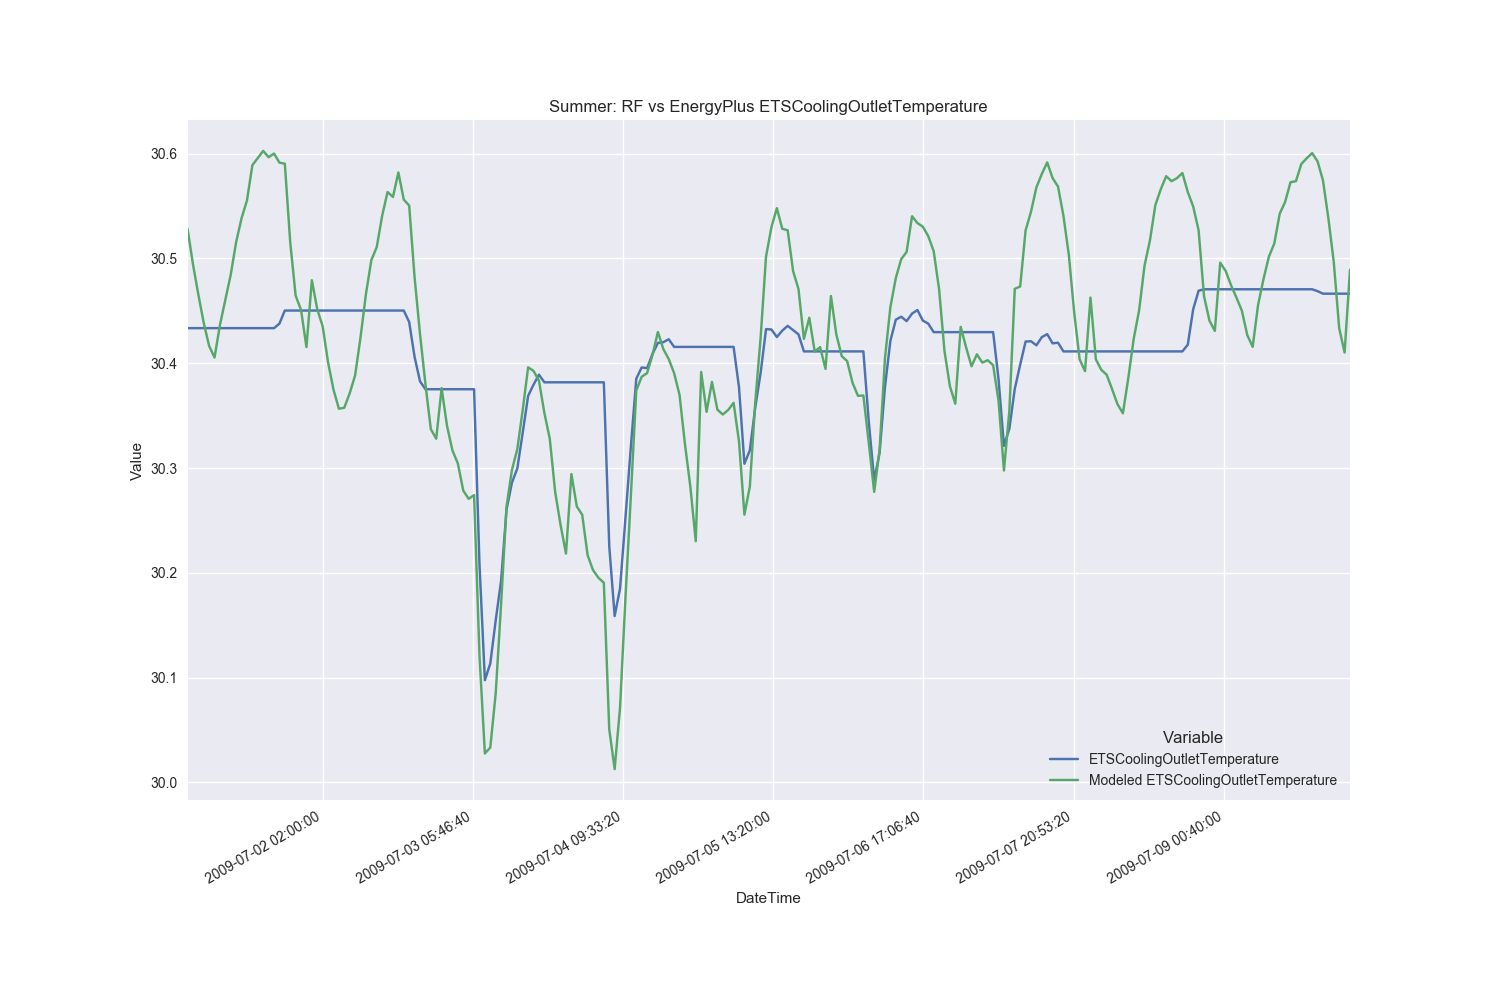 Summer: RF vs EnergyPlus ETSCoolingOutletTemperature
30.6
30.5
30.4
30.3
30.2
30.1
30.0
Value
Variable
ETSCoolingOutletTemperature
Modeled ETSCoolingOutletTemperature
2009-07-02 02:00:00
2009-07-03 05:46:40
2009-07-04 09:33:20
2009-07-05 13:20:00
2009-07-06 17:06:40
2009-07-07 20:53:20
2009-07-09 00:40:00
DateTime